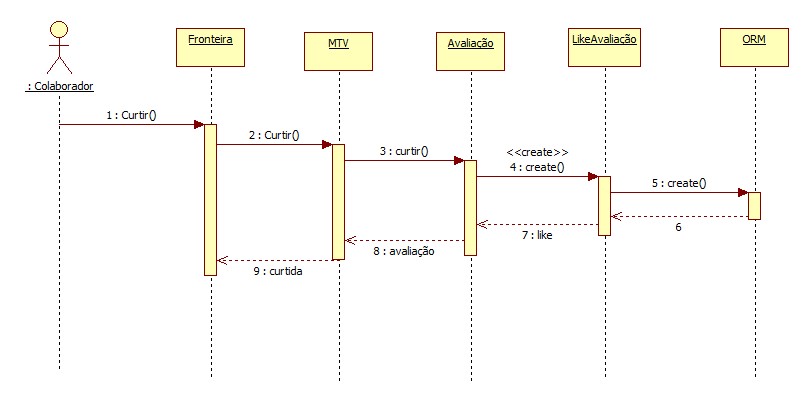 Fronteira
MTV
Avaliação
LikeAvaliação
ORM
: Colaborador
1 : Curtir()
2 : Curtir()
3 : curtir()
<<create>>
4 : create()
5 : create()
6
7 : like
8 : avaliação
9 : curtida